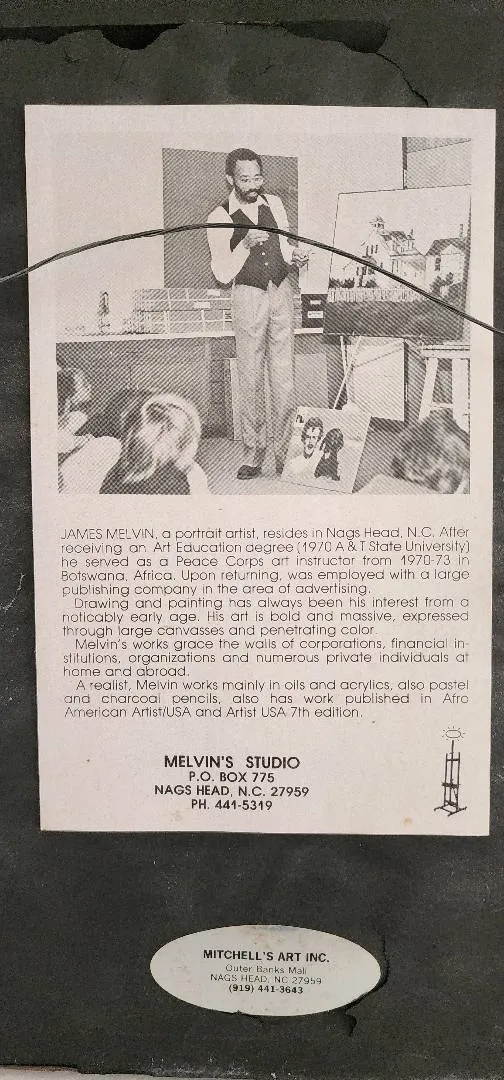 JAMES MELVIN, a portrait artist, resides in Nags Head, N.C. After
receiving an Art Education degree (1970 A & T State University)
he served as a Peace Corps art instructor from 1970-73 in
Botswana, Africa. Upon returning, was employed with a large
publishing company in the area of advertising.
Drawing and painting has always been his interest from a
noticably early age. His art is bold and massive, expressed
through large canvasses and penetrating color.
Melvin's works grace the walls of corporations, financial in-
stitutions, organizations and numerous private individuals at
home and abroad.
A realist, Melvin works mainly in oils and acrylics, also pastel
and charcoal pencils, also has work published in Afro
American Artist/USA and Artist USA 7th edition.
MELVIN'S STUDIO
P.O. BOX 775
NAGS HEAD, N.C. 27959
PH. 441-5319
MITCHELL'S ART INC.
Outer Banks Mall
NAGS HEAD, NC 27959
(919) 441-3643